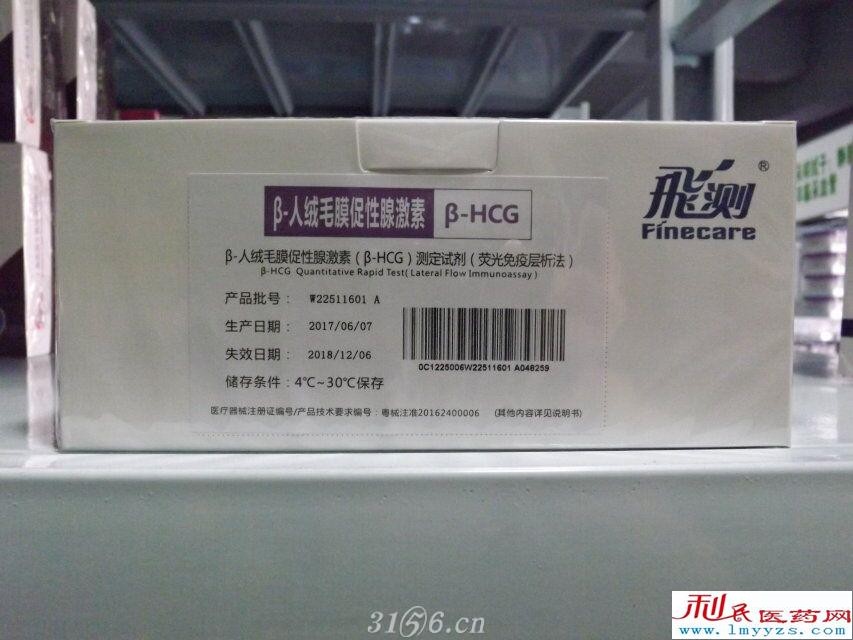 β-人绒毛膜促性腺激素 β-HCG
飛测®
Finecare
β-人绒毛膜促性腺激素(β-HCG)测定试剂(荧光免疫层析法)
β-HCG Quantitative Rapid Test(Lateral Flow Immunoassay)
产品批号： W22511601 A
生产日期： 2017/06/07
失效日期： 2018/12/06
0C1225006W22511601 A048259
储存条件：4℃~30℃保存
医疗器械注册证编号/产品技术要求编号：粤械注准20162400006 (其他内容详见说明书)
3156.cn
利民医药网
www.lmyyzs.com